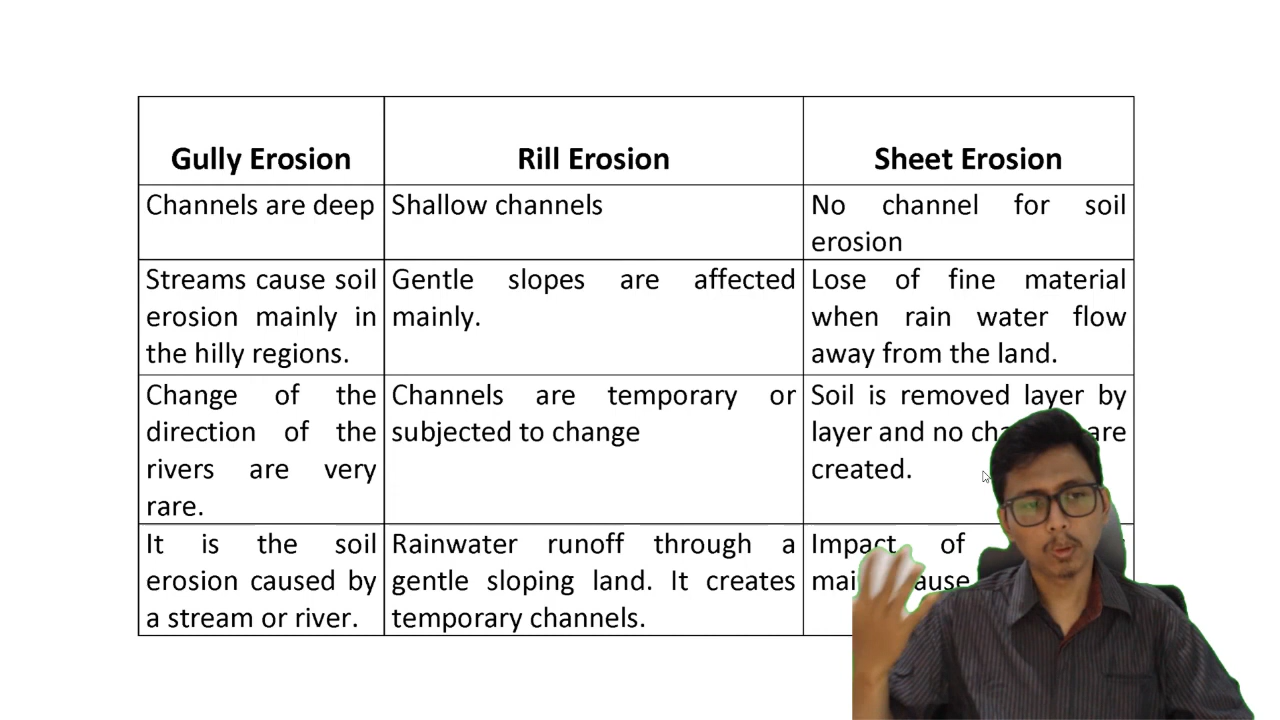 Gully Erosion
Rill Erosion
Sheet Erosion
Channels are deep
Shallow channels
No channel for soil
erosion
Streams cause soil
erosion mainly in
the hilly regions.
Gentle slopes are affected
mainly.
Lose of fine material
when rain water flow
away from the land.
Change of the
direction of the
rivers are very
rare.
Channels are temporary or
subjected to change
Soil is removed layer by
layer and no are
created.
It is the soil
erosion caused by
a stream or river.
Rainwater runoff through a
gentle sloping land. It creates
temporary channels.
Impact of